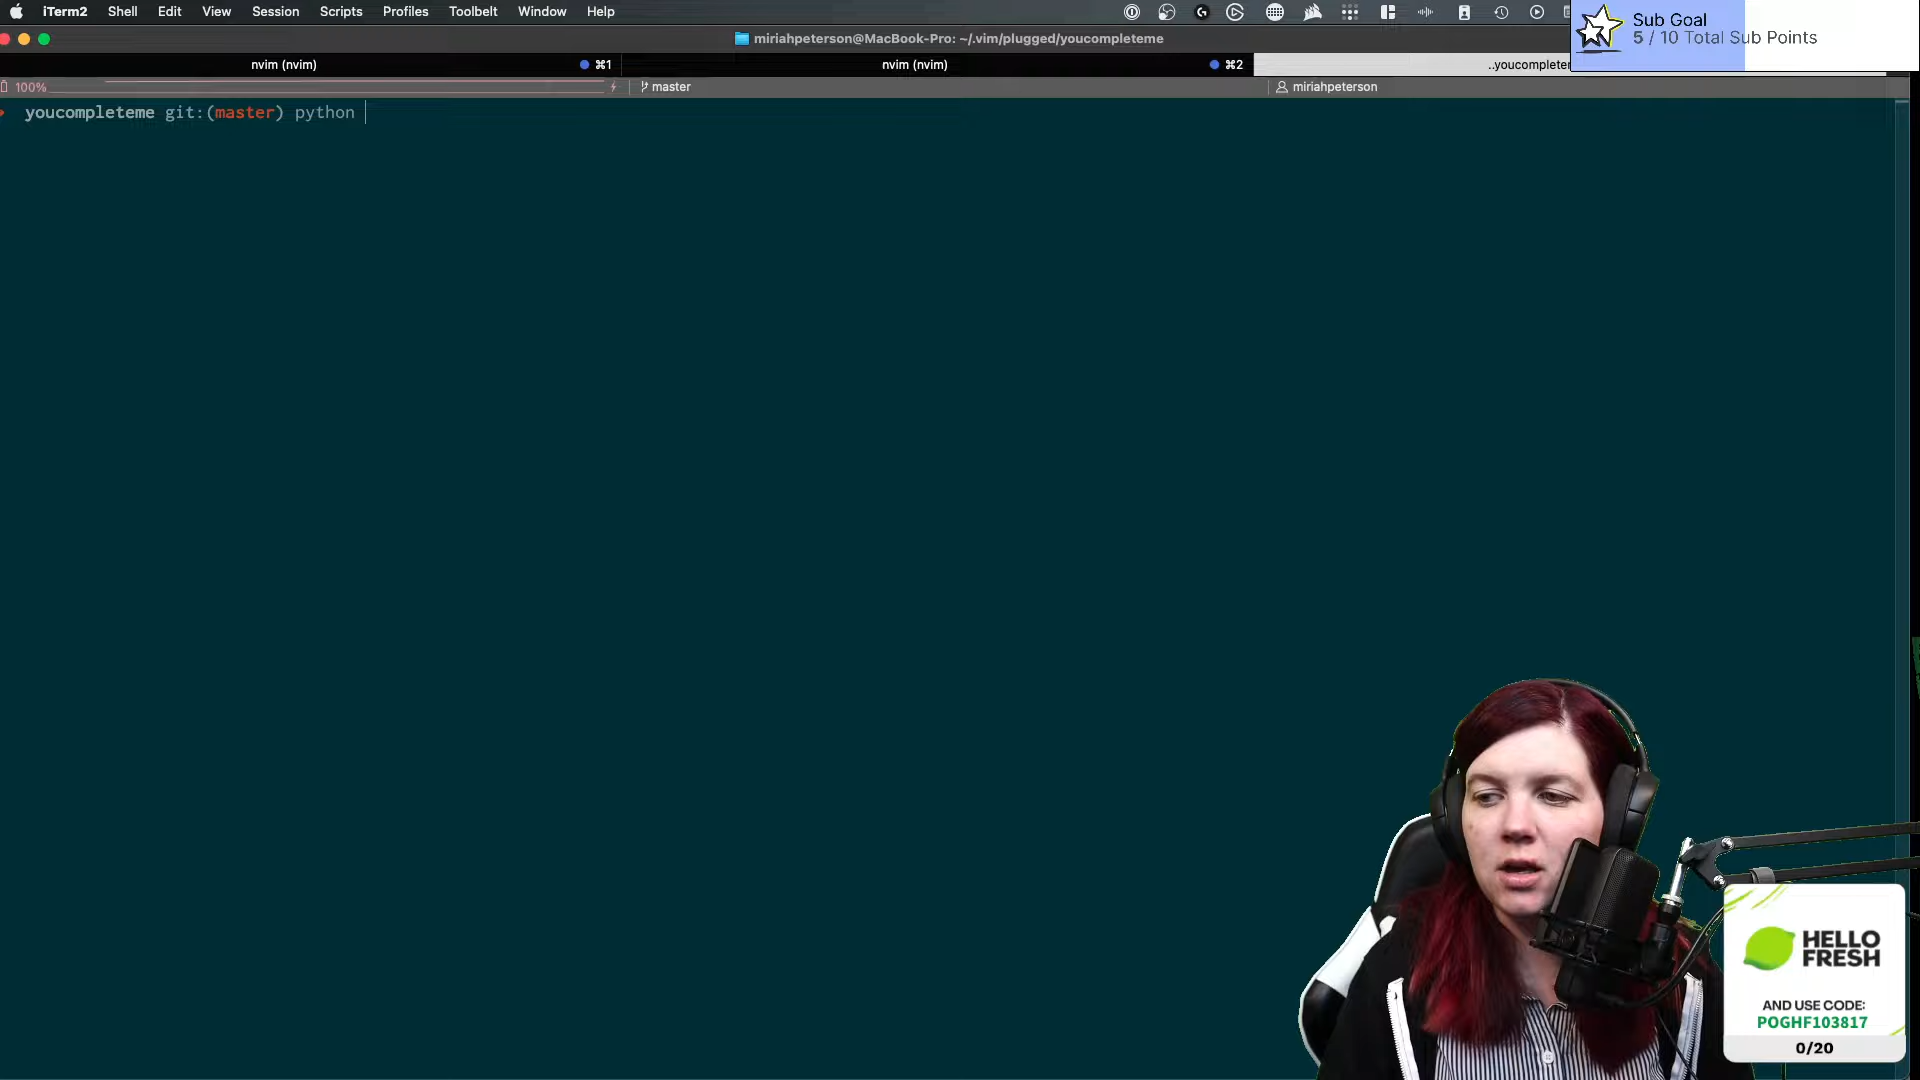 iTerm2 Shell Edit View Session Scripts Profiles Toolbelt Window Help
Sub Goal
5 / 10 Total Sub Points
miriahpeterson@MacBook-Pro: ~/.vim/plugged/youcompleteme
nvim (nvim) ⌘1 nvim (nvim) ⌘2 ..youcompleter
100% master miriahpeterson
youcompleteme git:(master) python
HELLO
FRESH
AND USE CODE:
POGHF103817
0/20